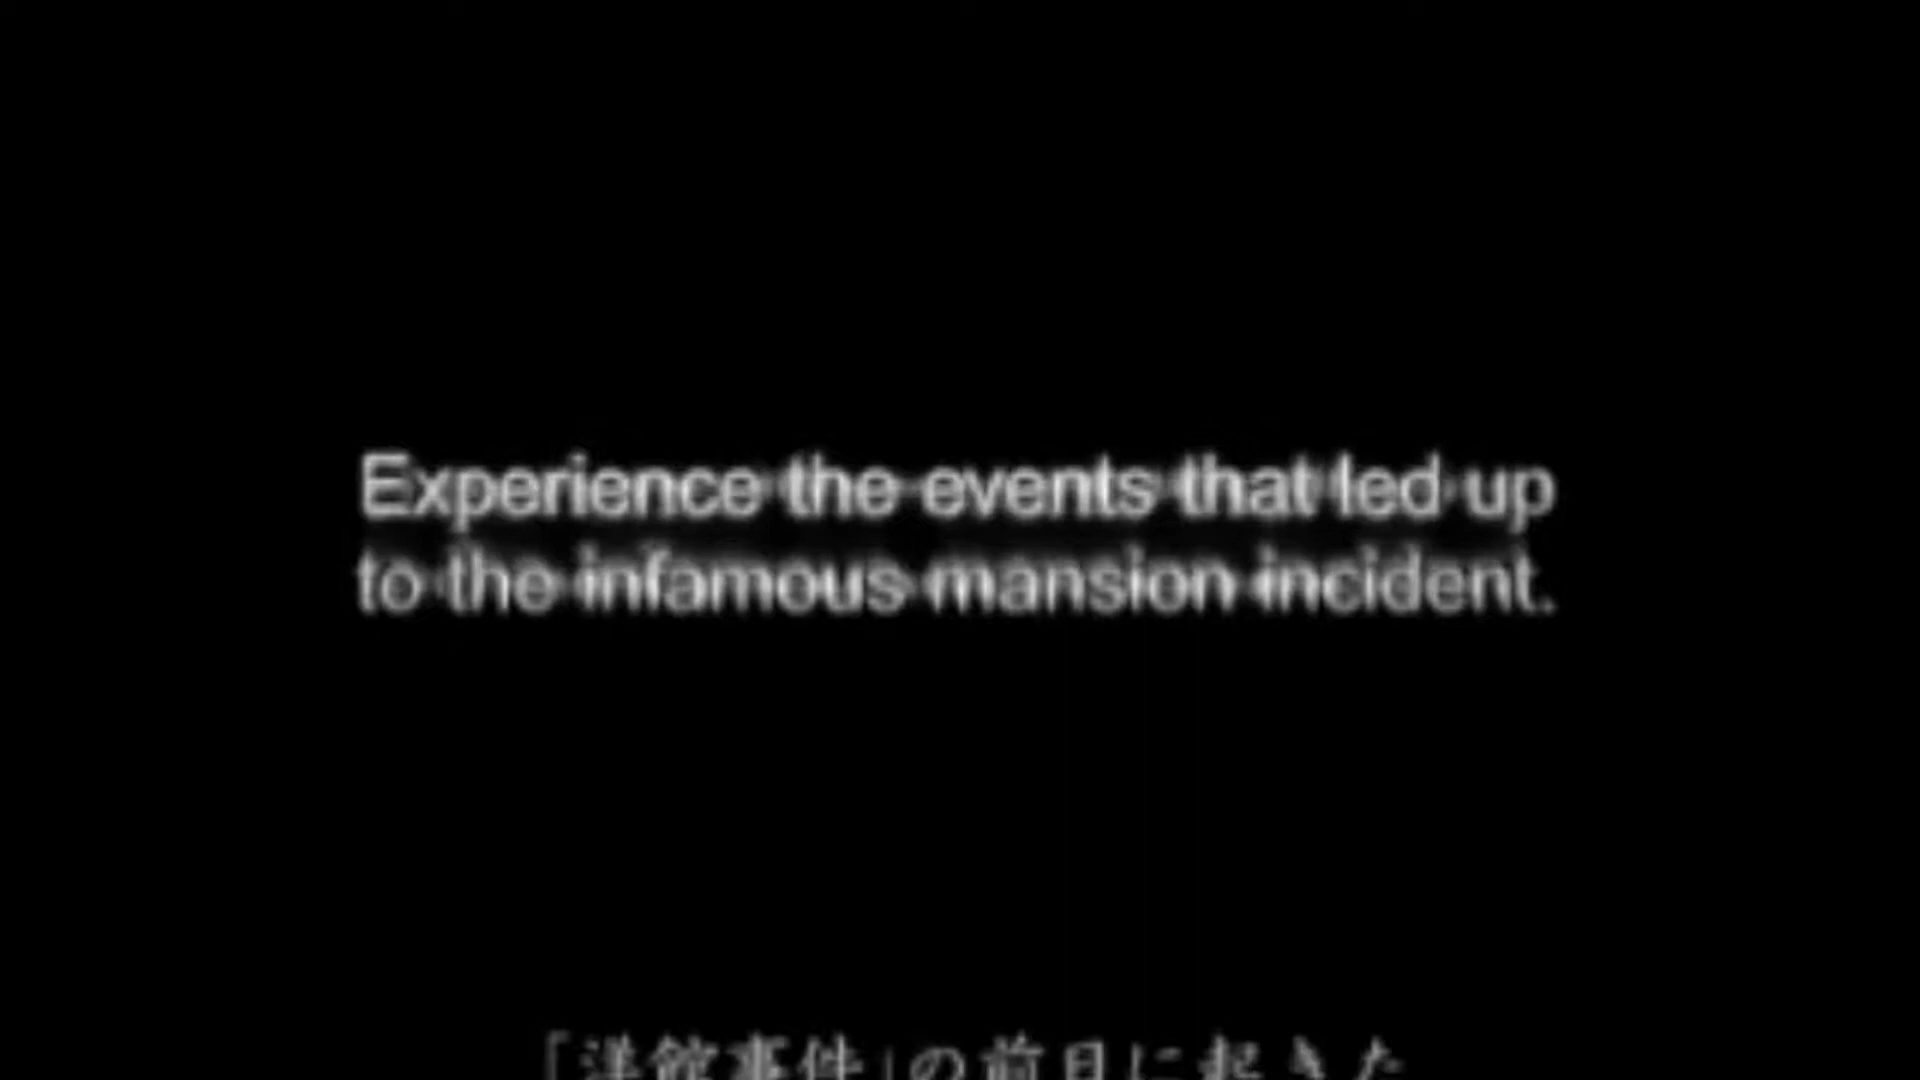 Experience the events that led up
to the infamous mansion incident.
「洋館事件」の前日に起きた